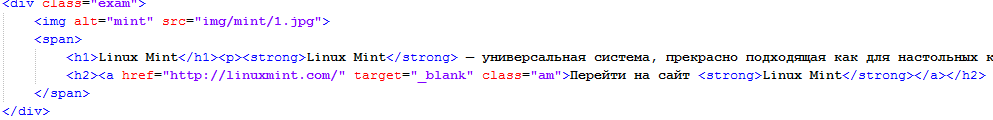 <div class="exam">
<img alt="mint" src="img/mint/1.jpg">
<span>
<h1>Linux Mint</h1><p><strong>Linux Mint</strong> — универсальная система, прекрасно подходящая как для настольных
<h2><a href="http://linuxmint.com/" target="_blank" class="am">Перейти на сайт <strong>Linux Mint</strong></a></h2>
</span>
</div>